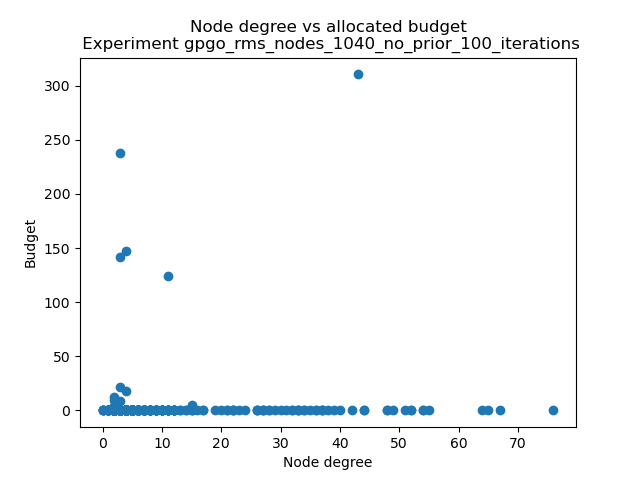 Node degree vs allocated budget
Experiment gpgo_rms_nodes_1040_no_prior_100_iterations
300
250
200
150
100
50
0
Budget
0 10 20 30 40 50 60 70
Node degree